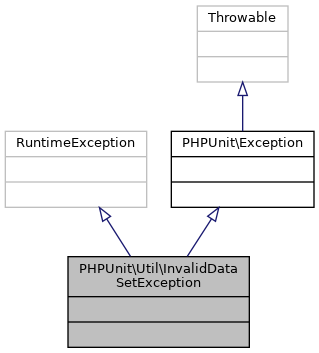 Throwable
RuntimeException
PHPUnit\Exception
PHPUnit\Util\InvalidData
SetException